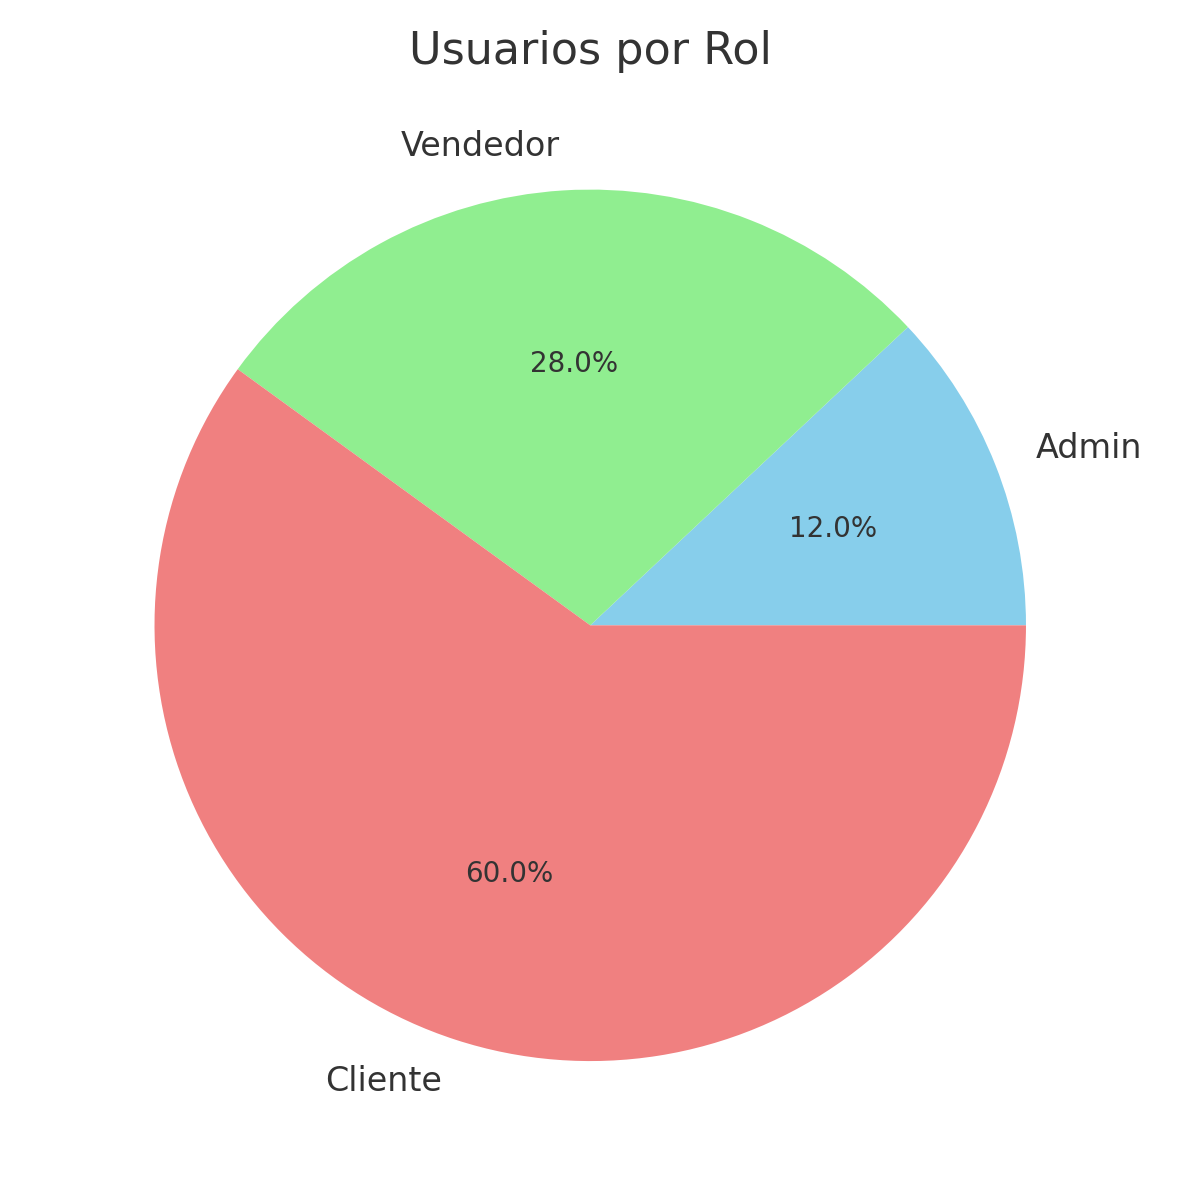 Usuarios por Rol
Vendedor
28.0%
Admin
12.0%
60.0%
Cliente